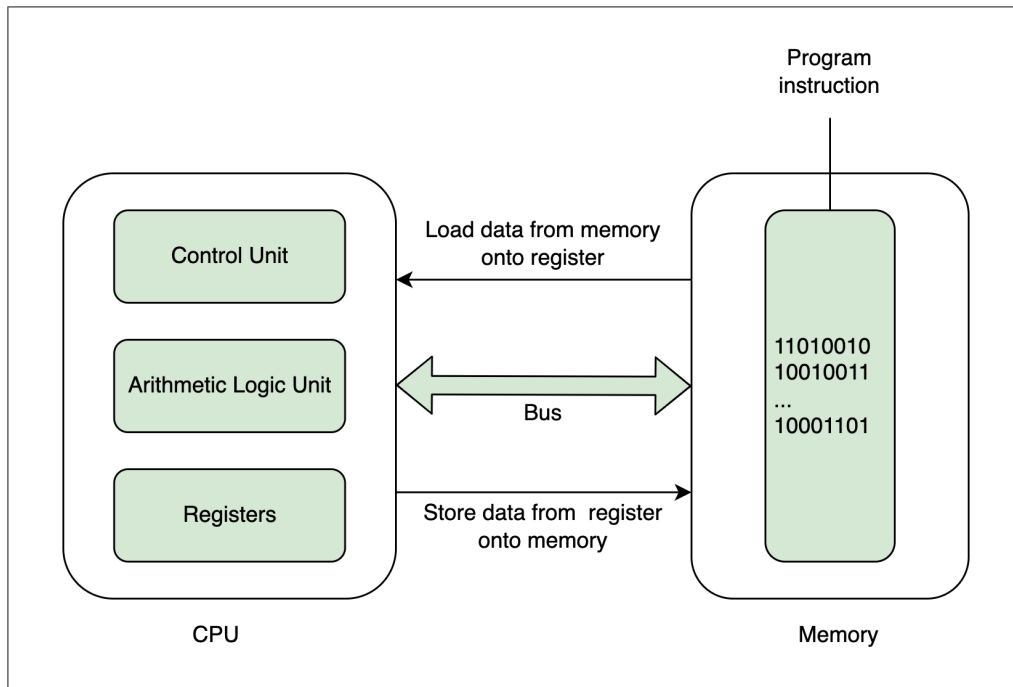 Program
instruction
Control Unit
Load data from memory
onto register
Arithmetic Logic Unit
Bus
11010010
10010011
...
10001101
Registers
Store data from register
onto memory
CPU
Memory